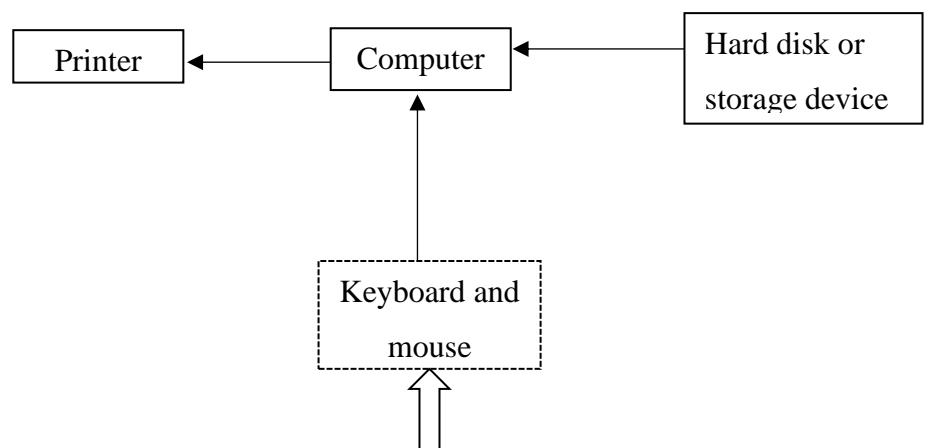 Printer
Computer
Hard disk or
storage device
Keyboard and
mouse